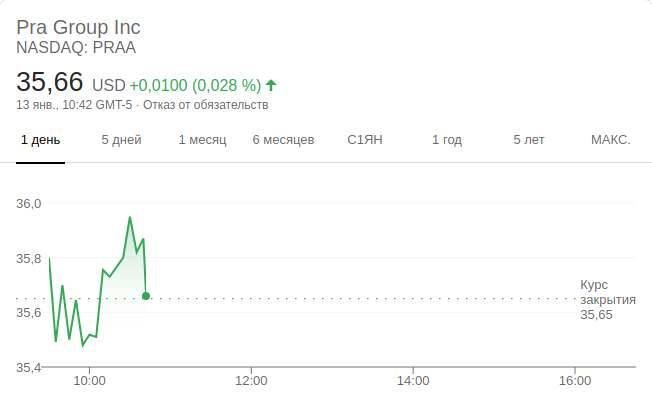 Pra Group Inc
NASDAQ: PRAA
35,66 USD +0,0100 (0,028 %)
13 янв., 10:42 GMT-5 · Отказ от обязательств
1 день 5 дней 1 месяц 6 месяцев С1ЯН 1 год 5 лет МАКС.
36,0
35,8
Курс
закрытия
35,65
35,6
35,4
10:00 12:00 14:00 16:00